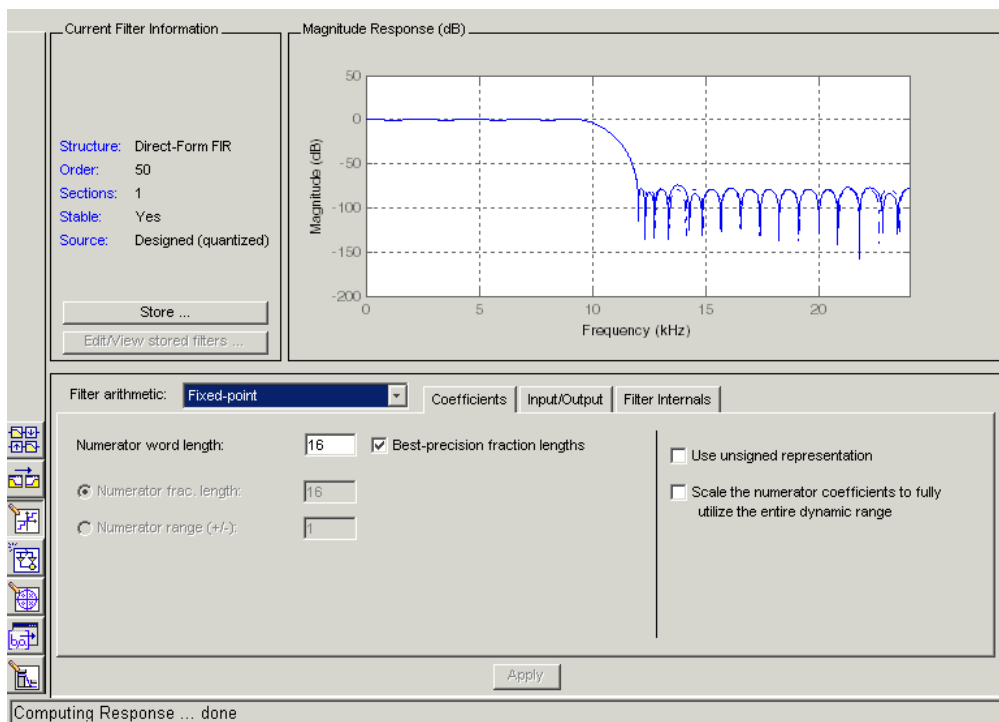 Current Filter Information
Structure: Direct-Form FIR
Order: 50
Sections: 1
Stable: Yes
Source: Designed (quantized)
Store ...
Edit/View stored filters ...
Magnitude Response (dB)
50
0
-50
-100
-150
-200
Magnitude (dB)
0 5 10 15 20
Frequency (kHz)
Filter arithmetic: Fixed-point
Coefficients Input/Output Filter Internals
Numerator word length: 16 Best-precision fraction lengths
Numerator frac. length: 16
Numerator range (+/-): 1
Use unsigned representation
Scale the numerator coefficients to fully
utilize the entire dynamic range
Apply
Computing Response ... done